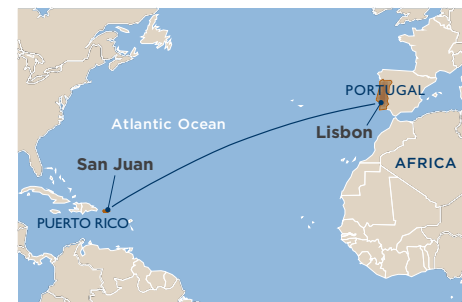 PORTUGAL
Atlantic Ocean
Lisbon
San Juan
AFRICA
PUERTO RICO